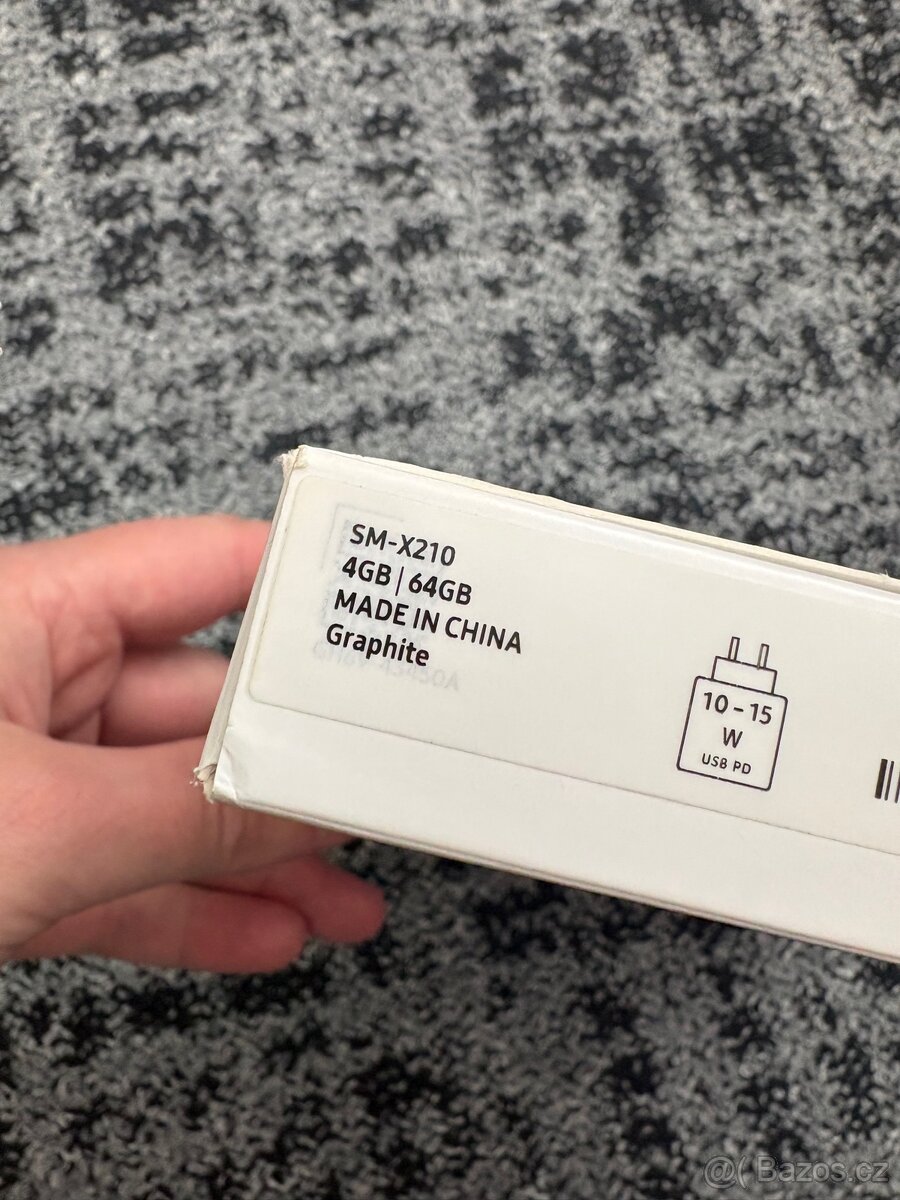 SM-X210
4GB | 64GB
MADE IN CHINA
Graphite
10 - 15
W
USB PD
@( Bazos.cz